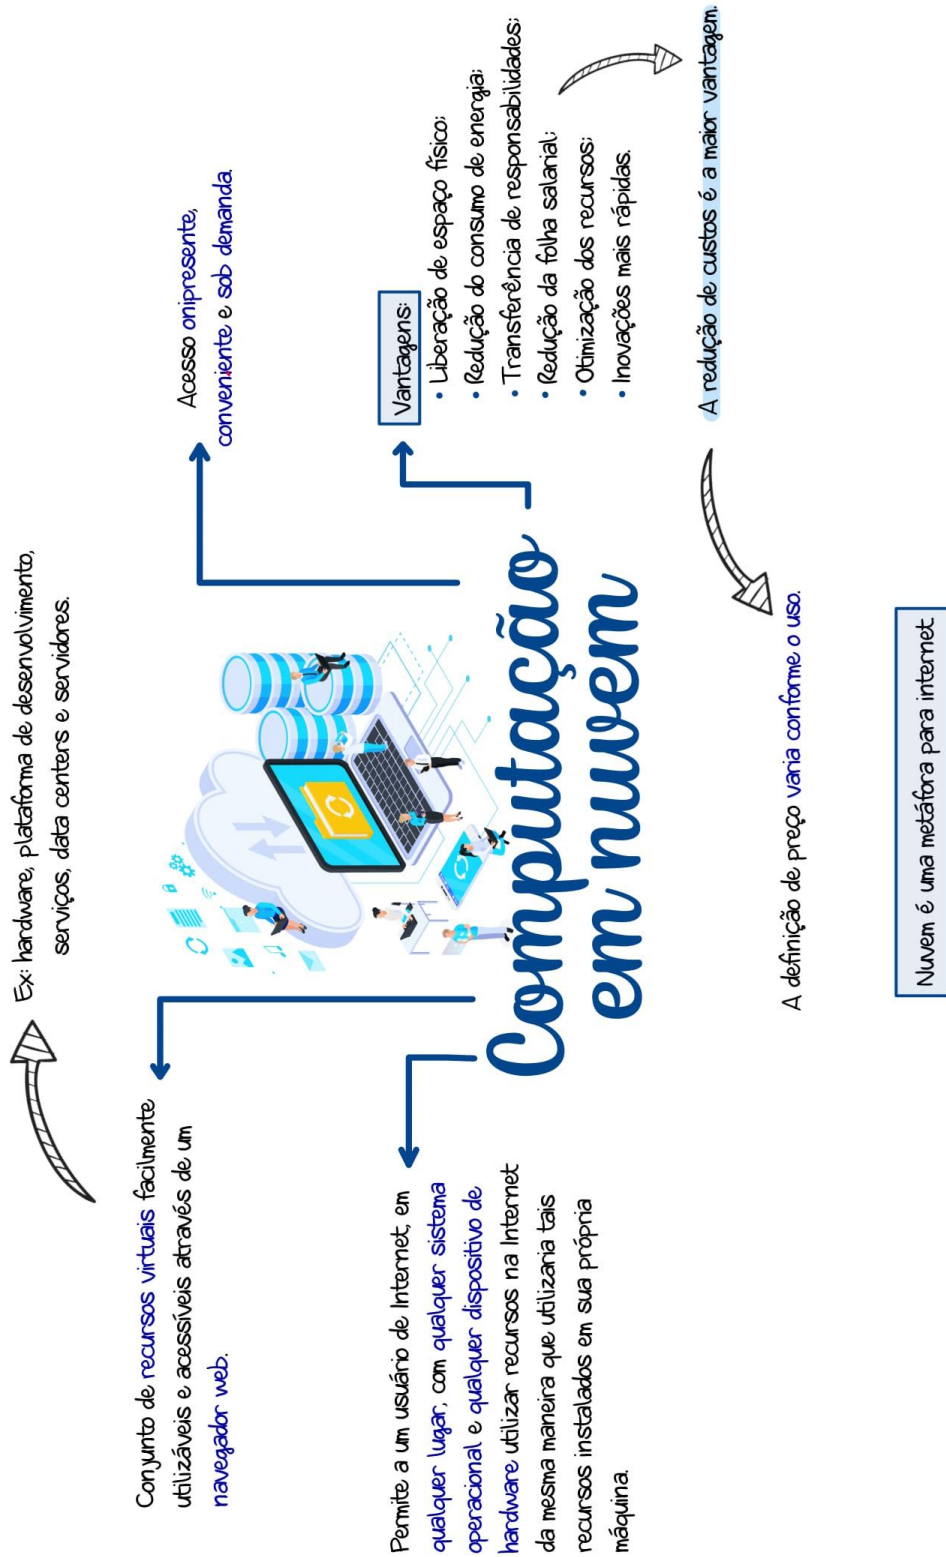 Ex: hardware, plataforma de desenvolvimento,
serviços, data centers e servidores.
Conjunto de recursos virtuais facilmente
utilizáveis e acessíveis através de um
navegador web.
Acesso onipresente,
conveniente e sob demanda.
Permite a um usuário de Internet, em
qualquer lugar, com qualquer sistema
operacional e qualquer dispositivo de
hardware utilizar recursos na Internet
da mesma maneira que utilizaria tais
recursos instalados em sua própria
máquina.
Computação
em nuvem
Vantagens:
• Liberação de espaço físico;
• Redução do consumo de energia;
• Transferência de responsabilidades;
• Redução da folha salarial;
• Otimização dos recursos;
• Inovações mais rápidas.
A redução de custos é a maior vantagem.
A definição de preço varia conforme o uso.
Nuvem é uma metáfora para internet